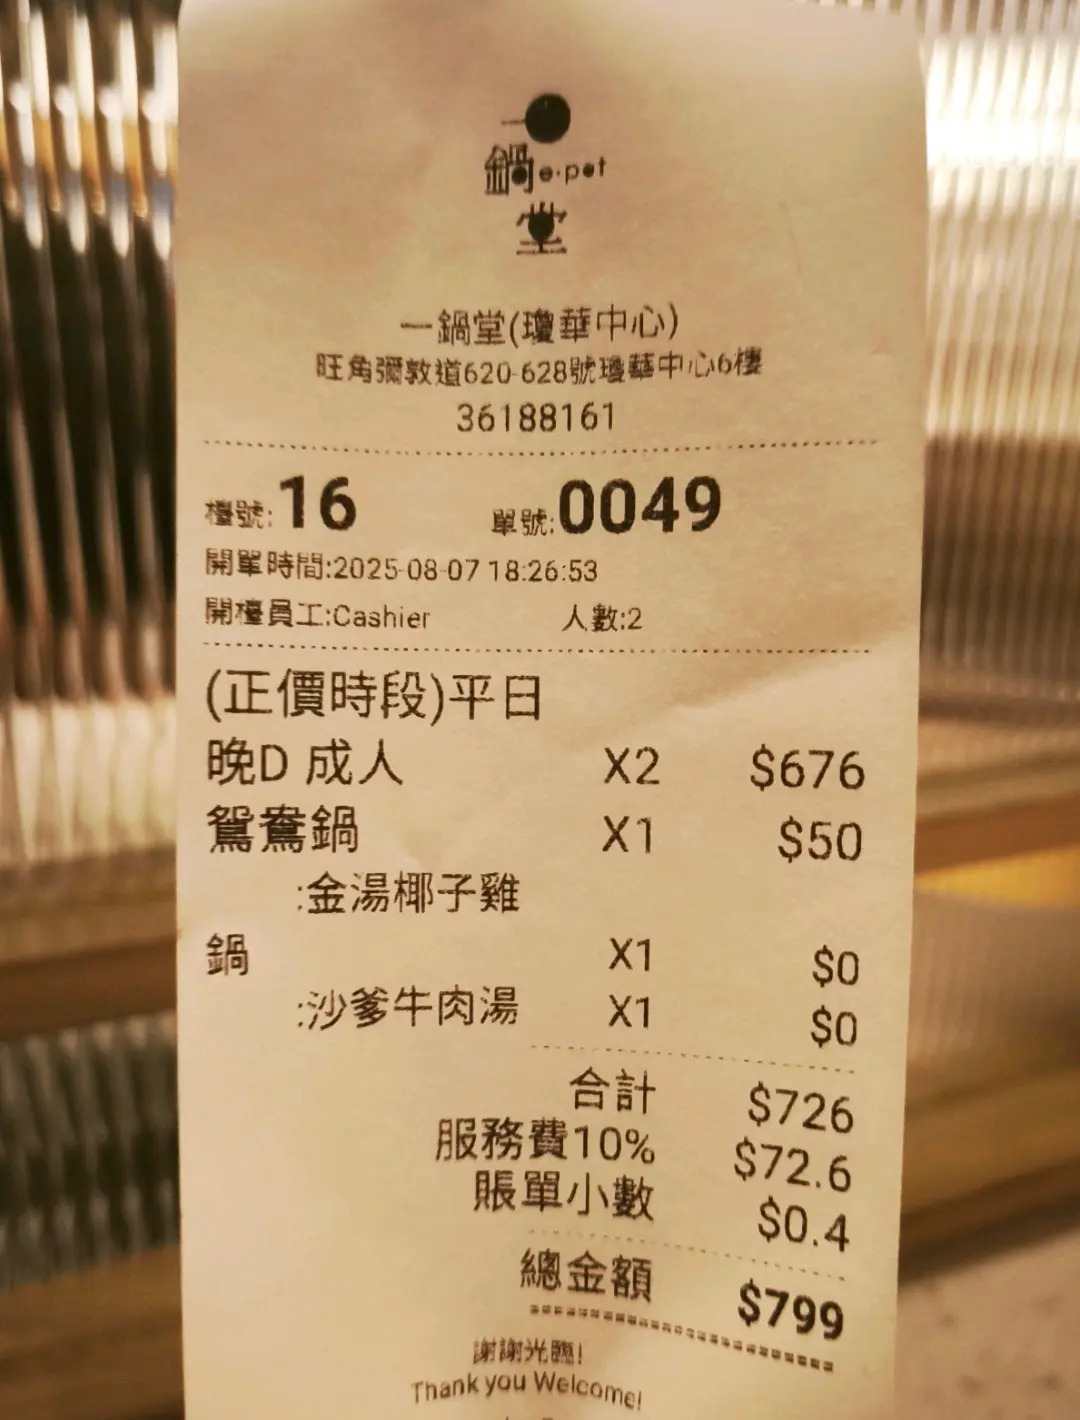 一
鍋 e·pot
堂
一鍋堂(瓊華中心)
旺角彌敦道620-628號瓊華中心6樓
36188161
檯號:16 單號:0049
開單時間:2025-08-07 18:26:53
開檯員工:Cashier 人數:2
(正價時段)平日
晚D 成人 X2 $676
鴛鴦鍋 X1 $50
:金湯椰子雞
鍋 X1 $0
:沙爹牛肉湯 X1 $0
合計 $726
服務費10% $72.6
賬單小數 $0.4
總金額 $799
謝謝光臨!
Thank you Welcome!